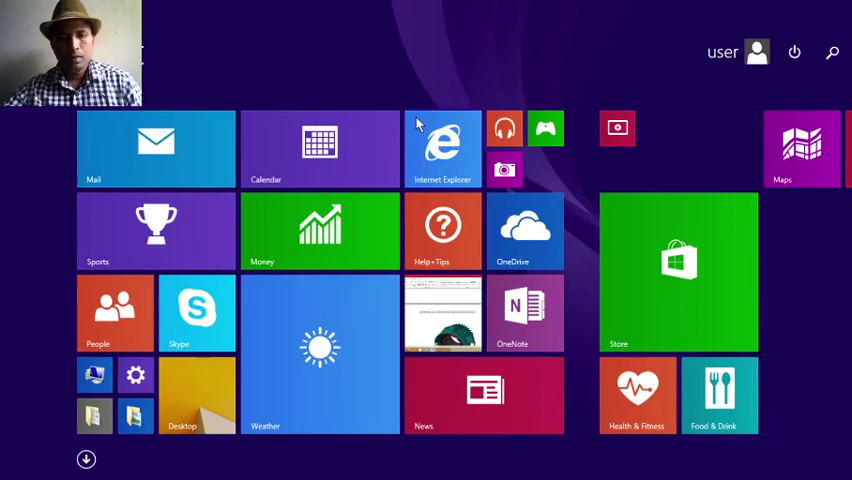 user
Mail
Calendar
Internet Explorer
Maps
Sports
Money
Help+Tips
OneDrive
Store
People
Skype
Weather
OneNote
Desktop
News
Health & Fitness
Food & Drink